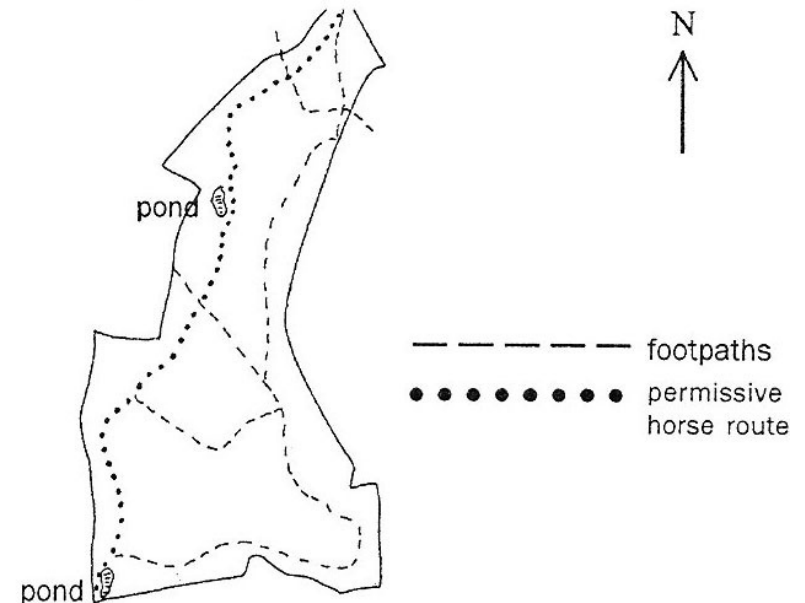 N
pond
footpaths
permissive
horse route
pond